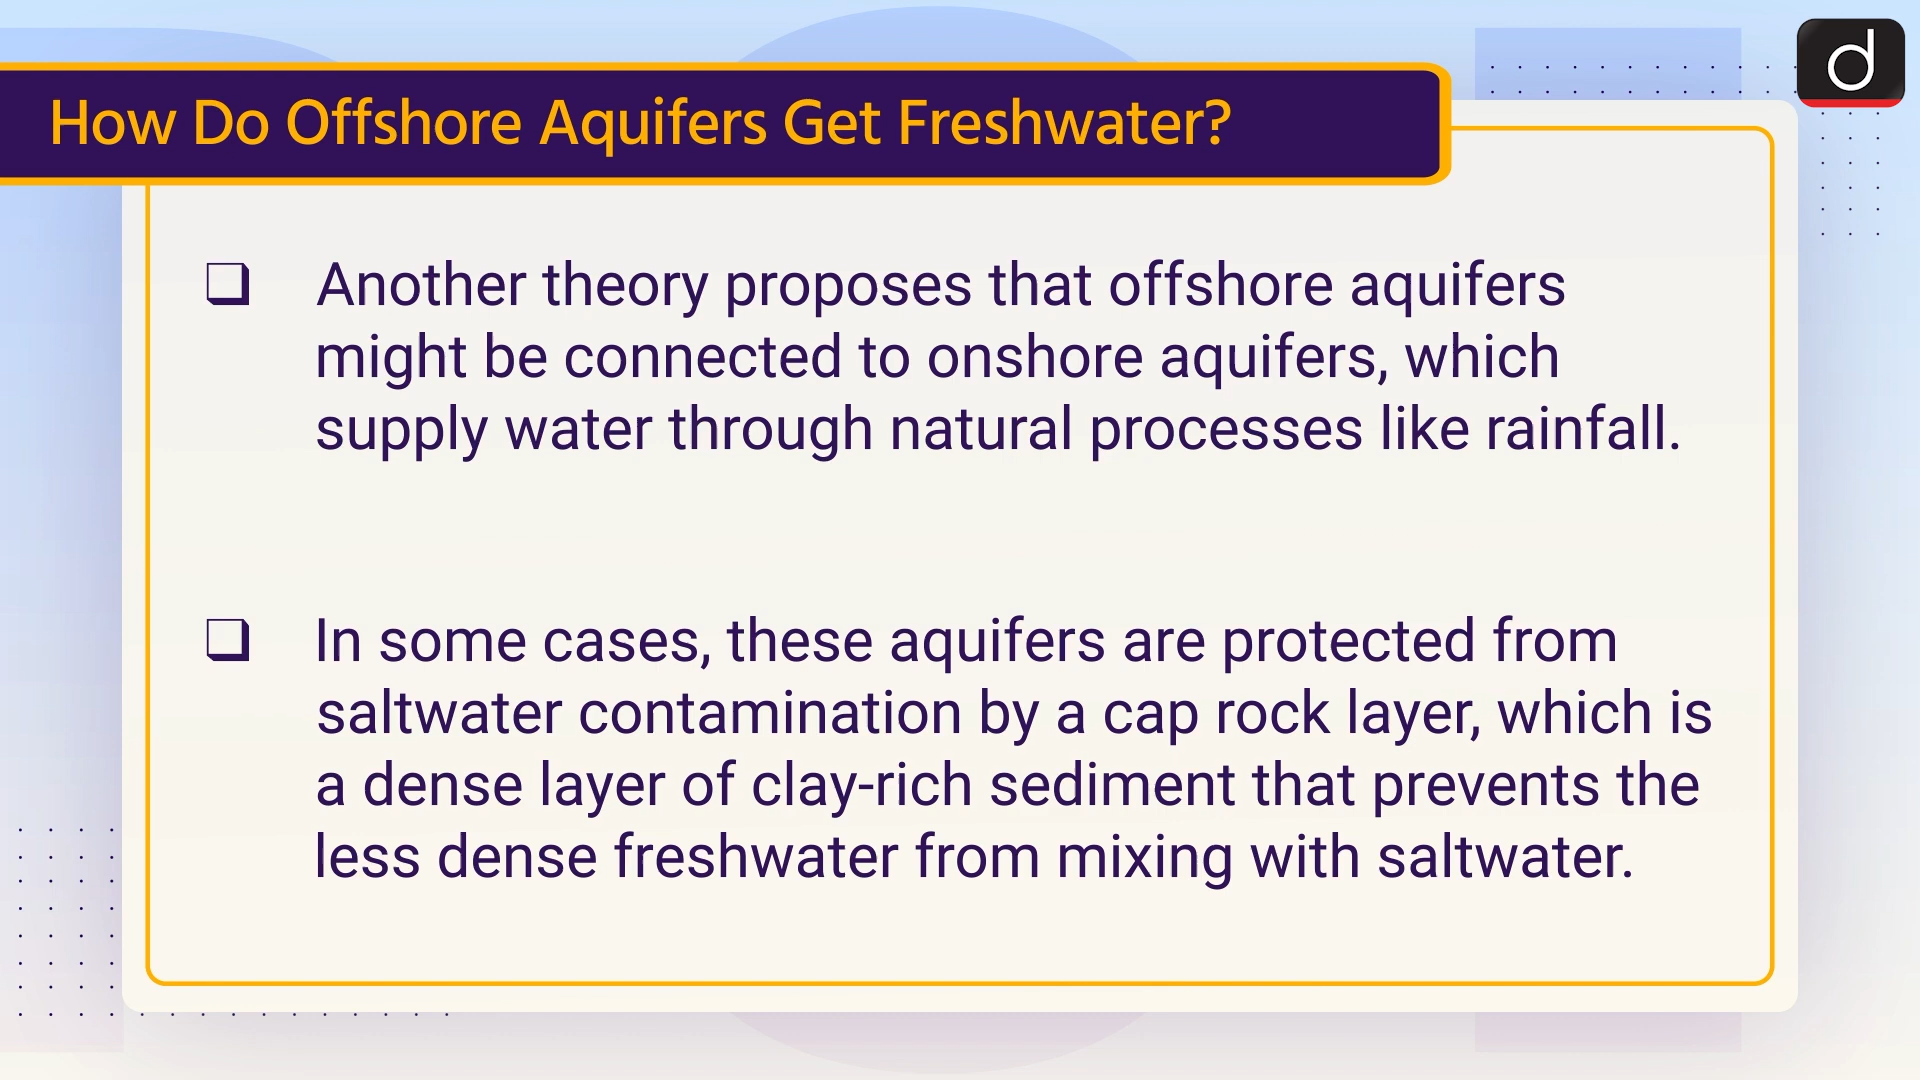 How Do Offshore Aquifers Get Freshwater?
d
❑ Another theory proposes that offshore aquifers
might be connected to onshore aquifers, which
supply water through natural processes like rainfall.
❑ In some cases, these aquifers are protected from
saltwater contamination by a cap rock layer, which is
a dense layer of clay-rich sediment that prevents the
less dense freshwater from mixing with saltwater.